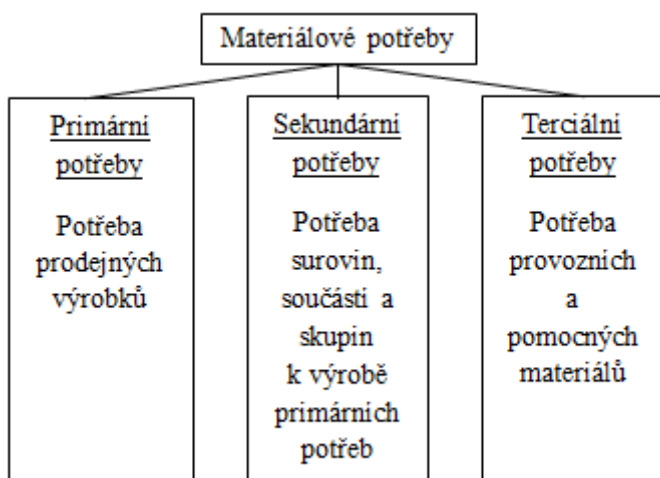 Materiálové potřeby
Primární
potřeby
Potřeba
prodejných
výrobků
Sekundární
potřeby
Potřeba
surovin,
součástí a
skupin
k výrobě
primárních
potřeb
Terciální
potřeby
Potřeba
provozních
a
pomocných
materiálů